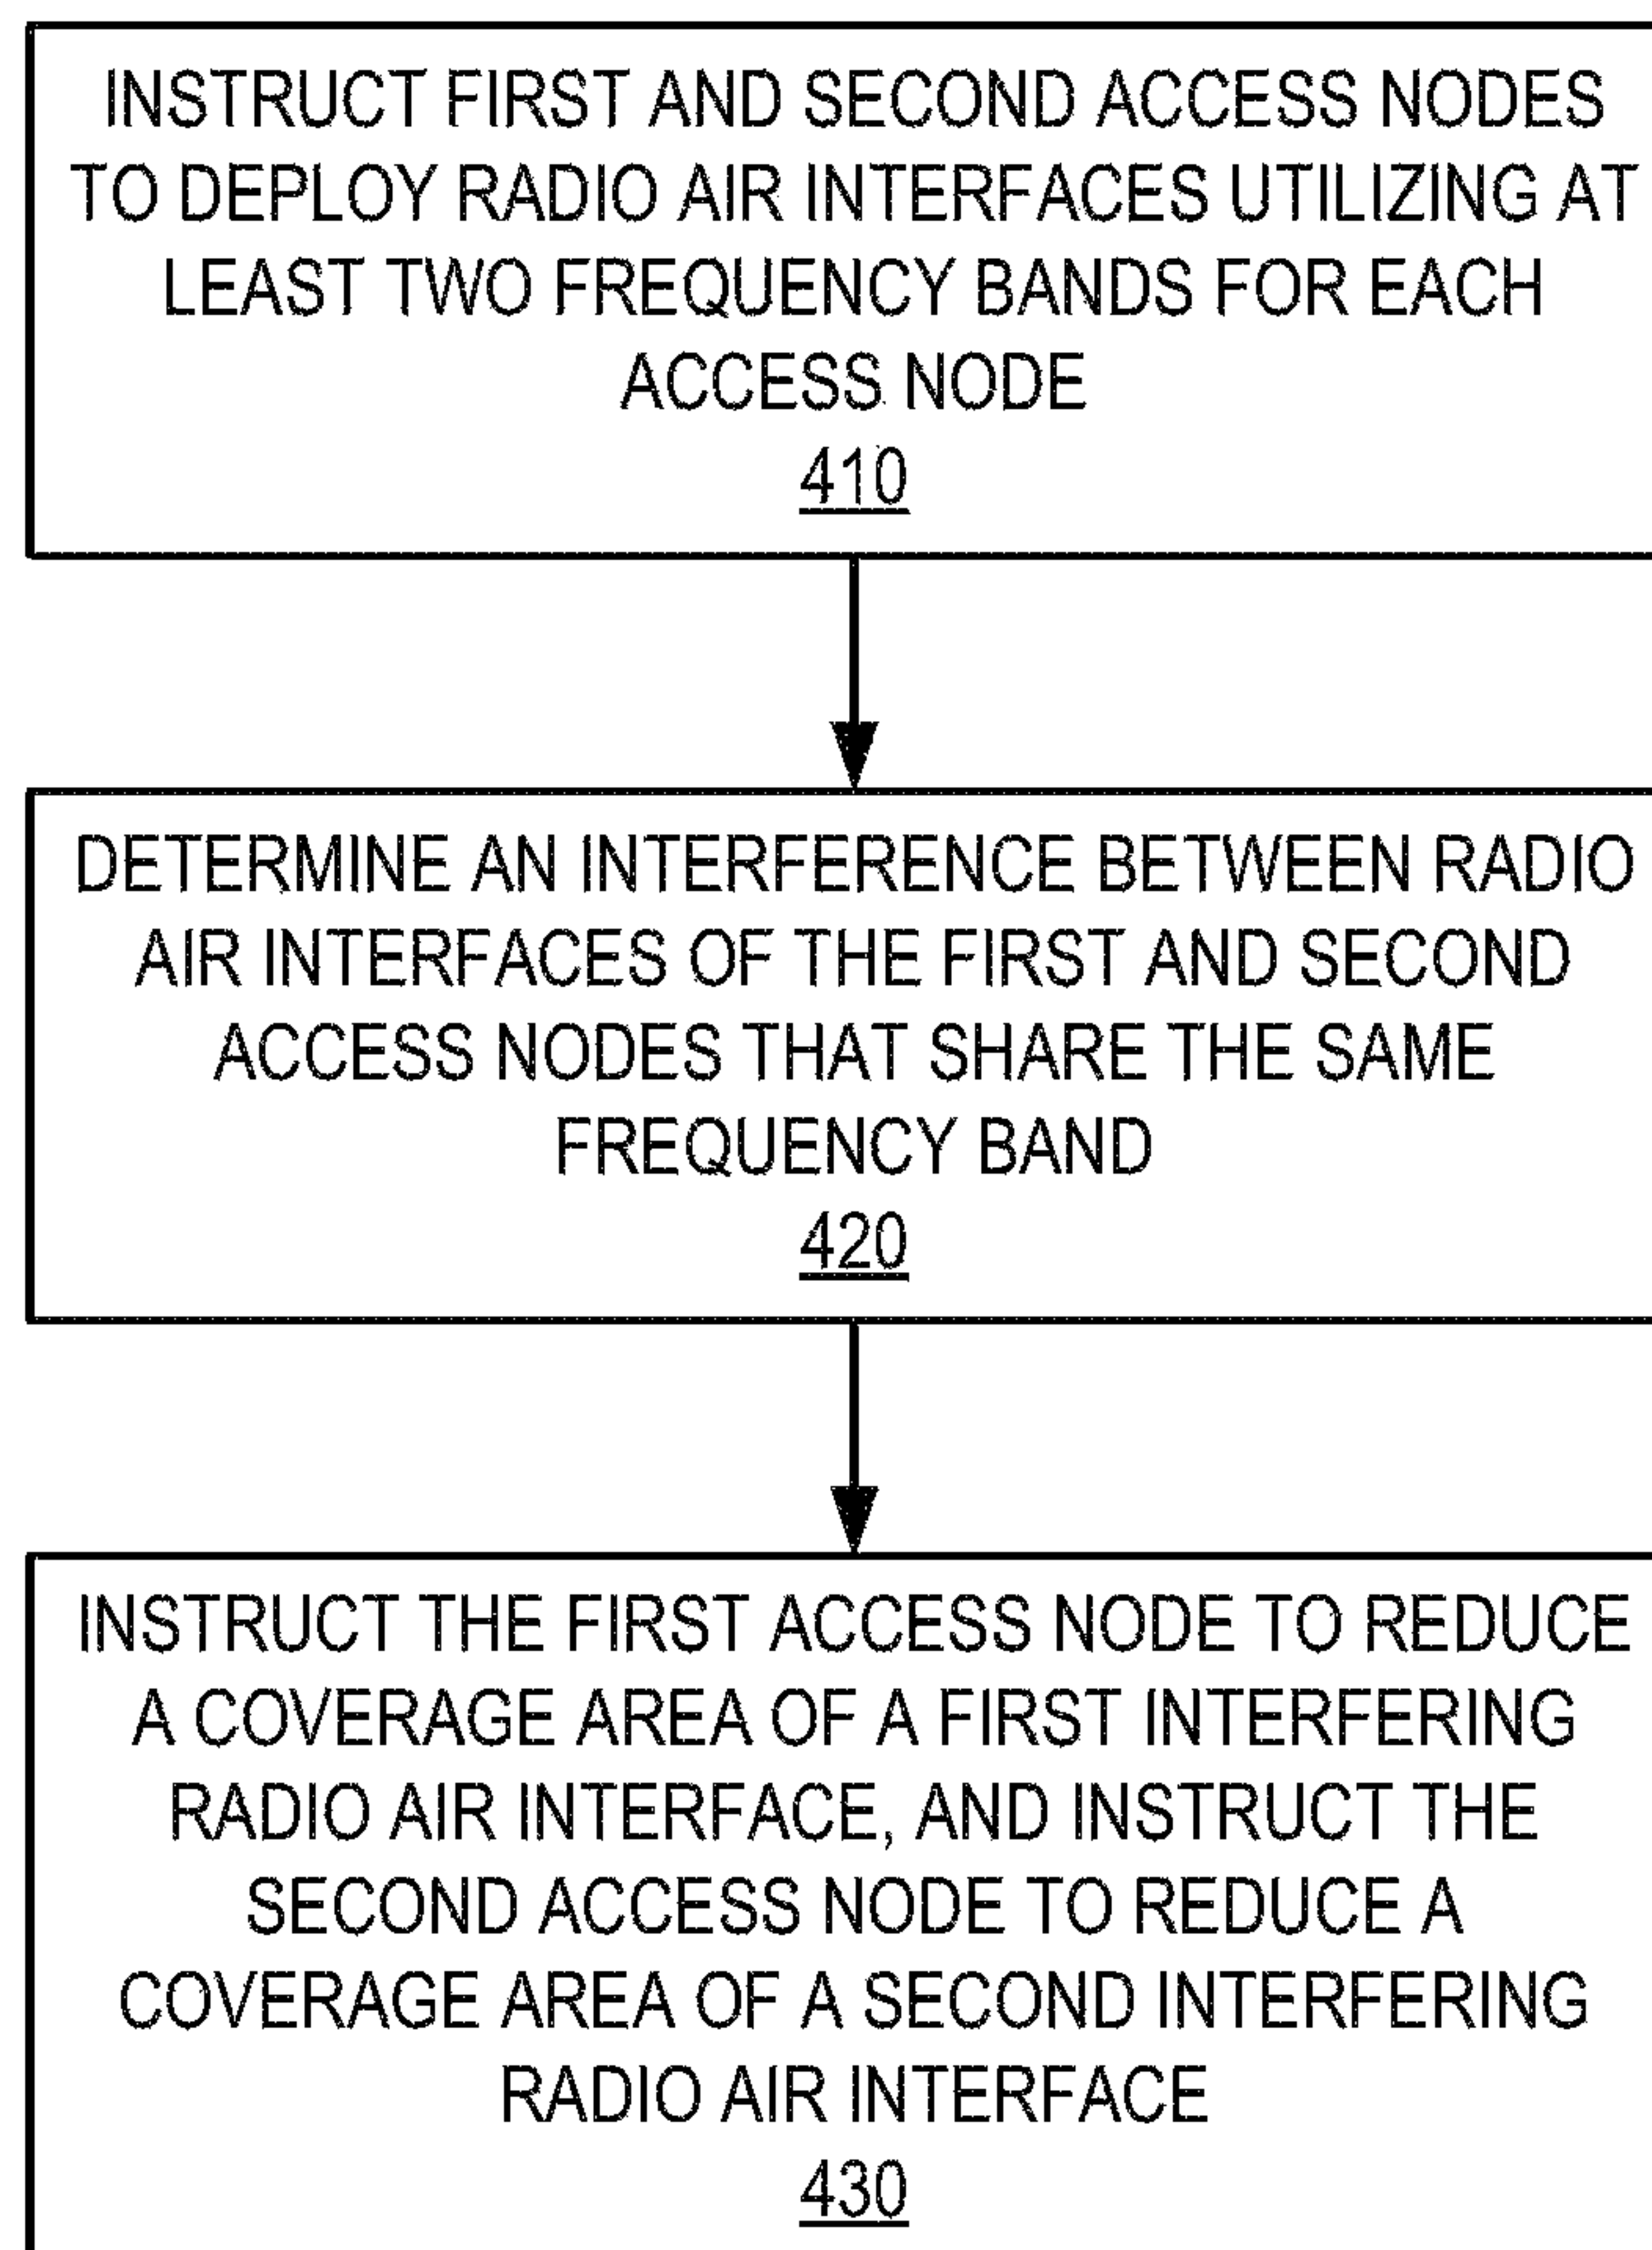 INSTRUCT FIRST AND SECOND ACCESS NODES
TO DEPLOY RADIO AIR INTERFACES UTILIZING AT
LEAST TWO FREQUENCY BANDS FOR EACH
ACCESS NODE
410
DETERMINE AN INTERFERENCE BETWEEN RADIO
AIR INTERFACES OF THE FIRST AND SECOND
ACCESS NODES THAT SHARE THE SAME
FREQUENCY BAND
420
INSTRUCT THE FIRST ACCESS NODE TO REDUCE
A COVERAGE AREA OF A FIRST INTERFERING
RADIO AIR INTERFACE, AND INSTRUCT THE
SECOND ACCESS NODE TO REDUCE A
COVERAGE AREA OF A SECOND INTERFERING
RADIO AIR INTERFACE
430